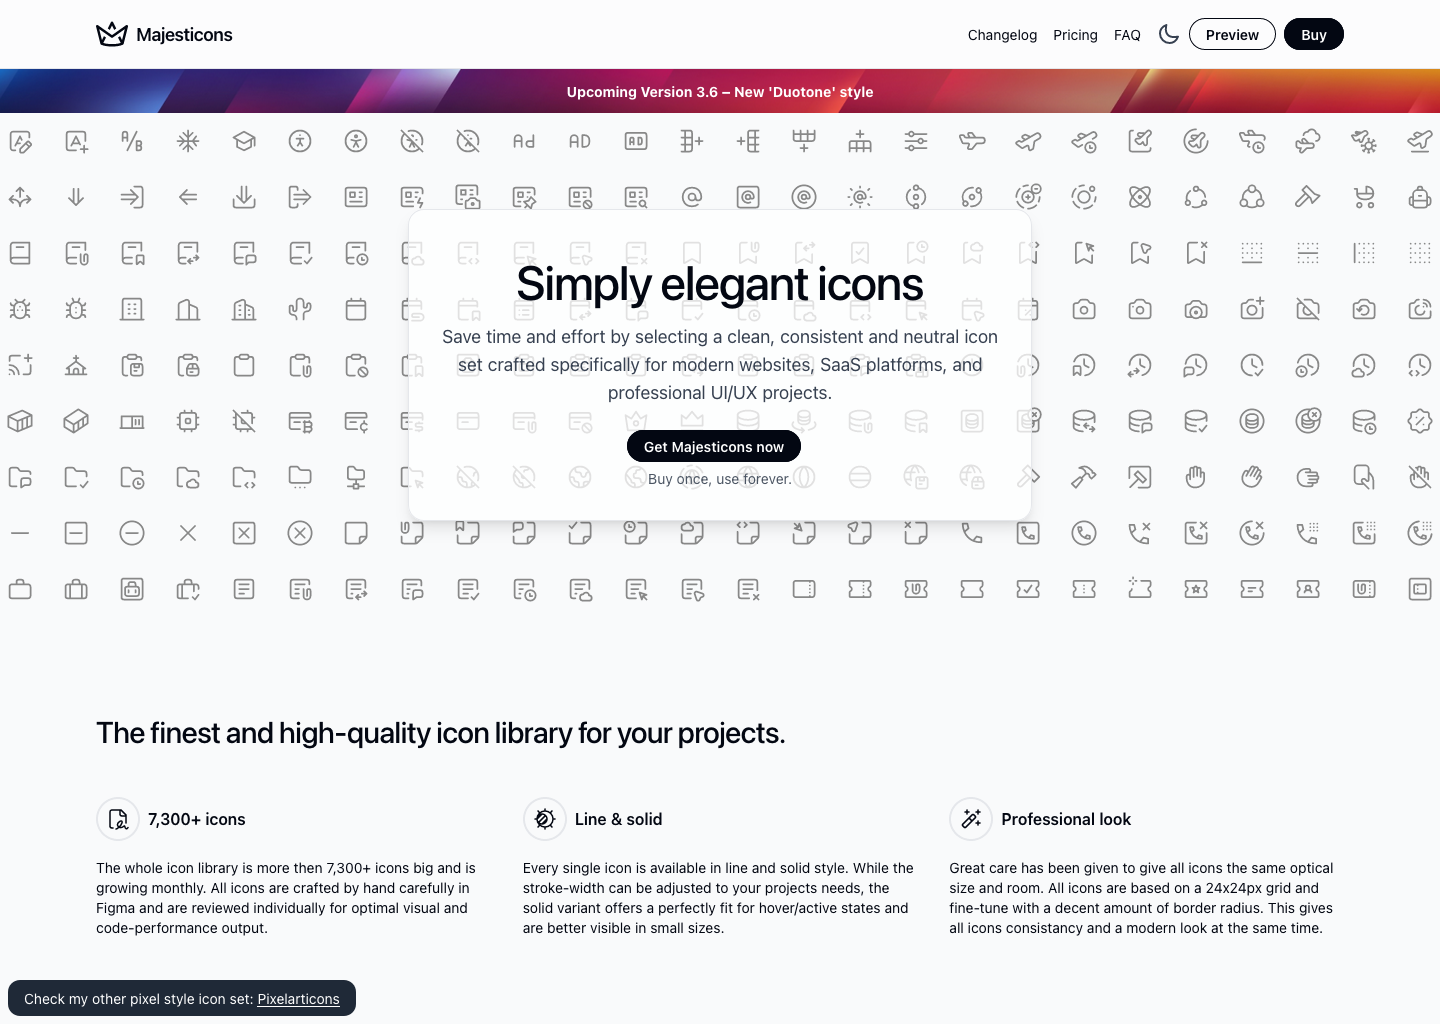 Majesticons
Changelog Pricing FAQ Preview Buy
Upcoming Version 3.6 – New 'Duotone' style
Simply elegant icons
Save time and effort by selecting a clean, consistent and neutral icon
set crafted specifically for modern websites, SaaS platforms, and
professional UI/UX projects.
Get Majesticons now
Buy once, use forever.
The finest and high-quality icon library for your projects.
7,300+ icons
The whole icon library is more then 7,300+ icons big and is
growing monthly. All icons are crafted by hand carefully in
Figma and are reviewed individually for optimal visual and
code-performance output.
Line & solid
Every single icon is available in line and solid style. While the
stroke-width can be adjusted to your projects needs, the
solid variant offers a perfectly fit for hover/active states and
are better visible in small sizes.
Professional look
Great care has been given to give all icons the same optical
size and room. All icons are based on a 24x24px grid and
fine-tune with a decent amount of border radius. This gives
all icons consistancy and a modern look at the same time.
Check my other pixel style icon set: Pixelarticons